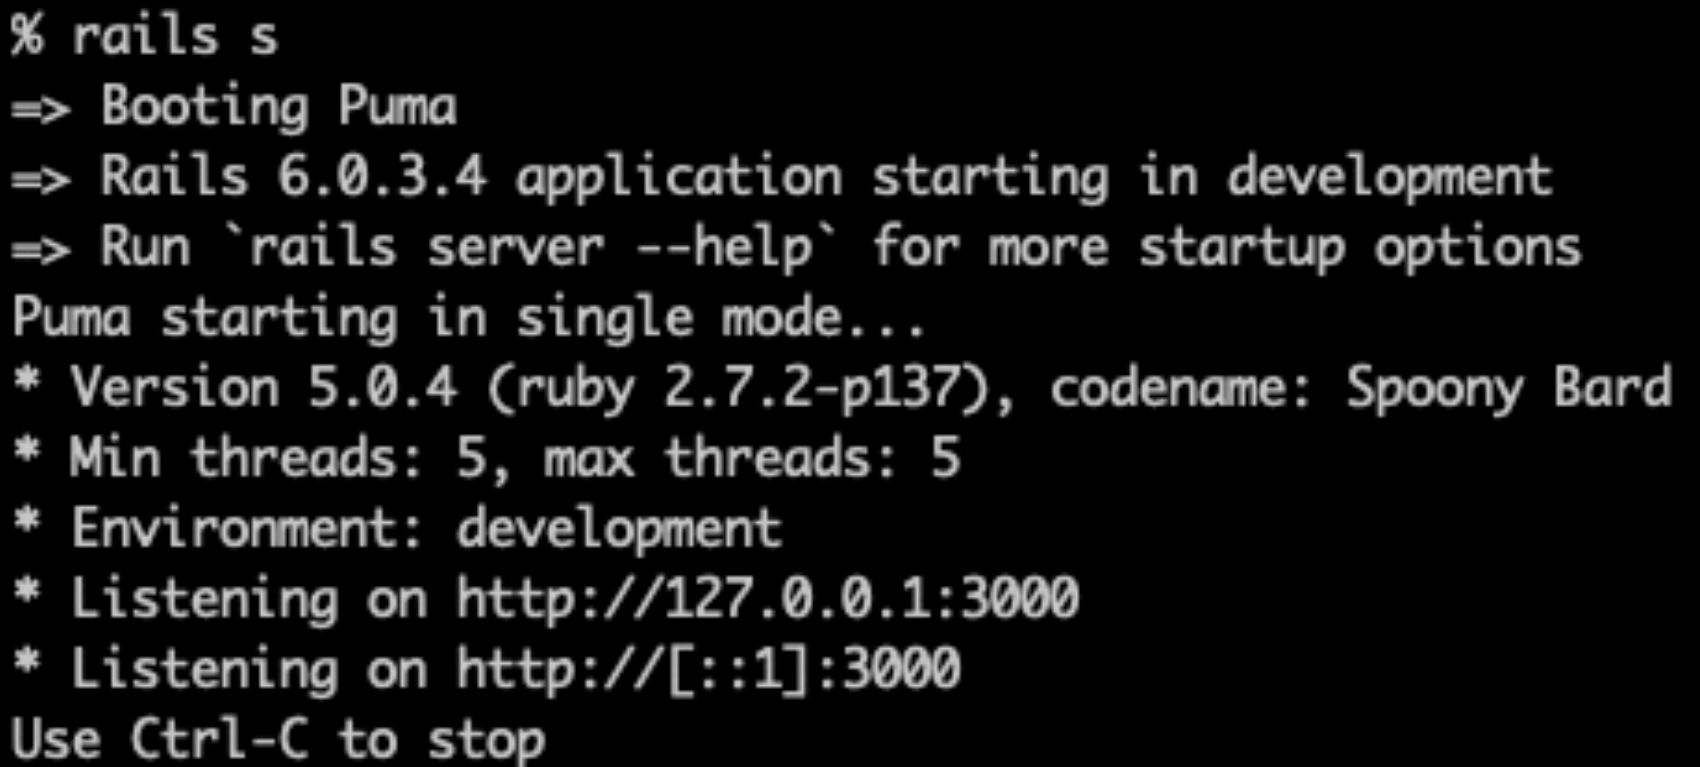 % rails s
=> Booting Puma
=> Rails 6.0.3.4 application starting in development
=> Run `rails server --help` for more startup options
Puma starting in single mode...
* Version 5.0.4 (ruby 2.7.2-p137), codename: Spoony Bard
* Min threads: 5, max threads: 5
* Environment: development
* Listening on http://127.0.0.1:3000
* Listening on http://[::1]:3000
Use Ctrl-C to stop